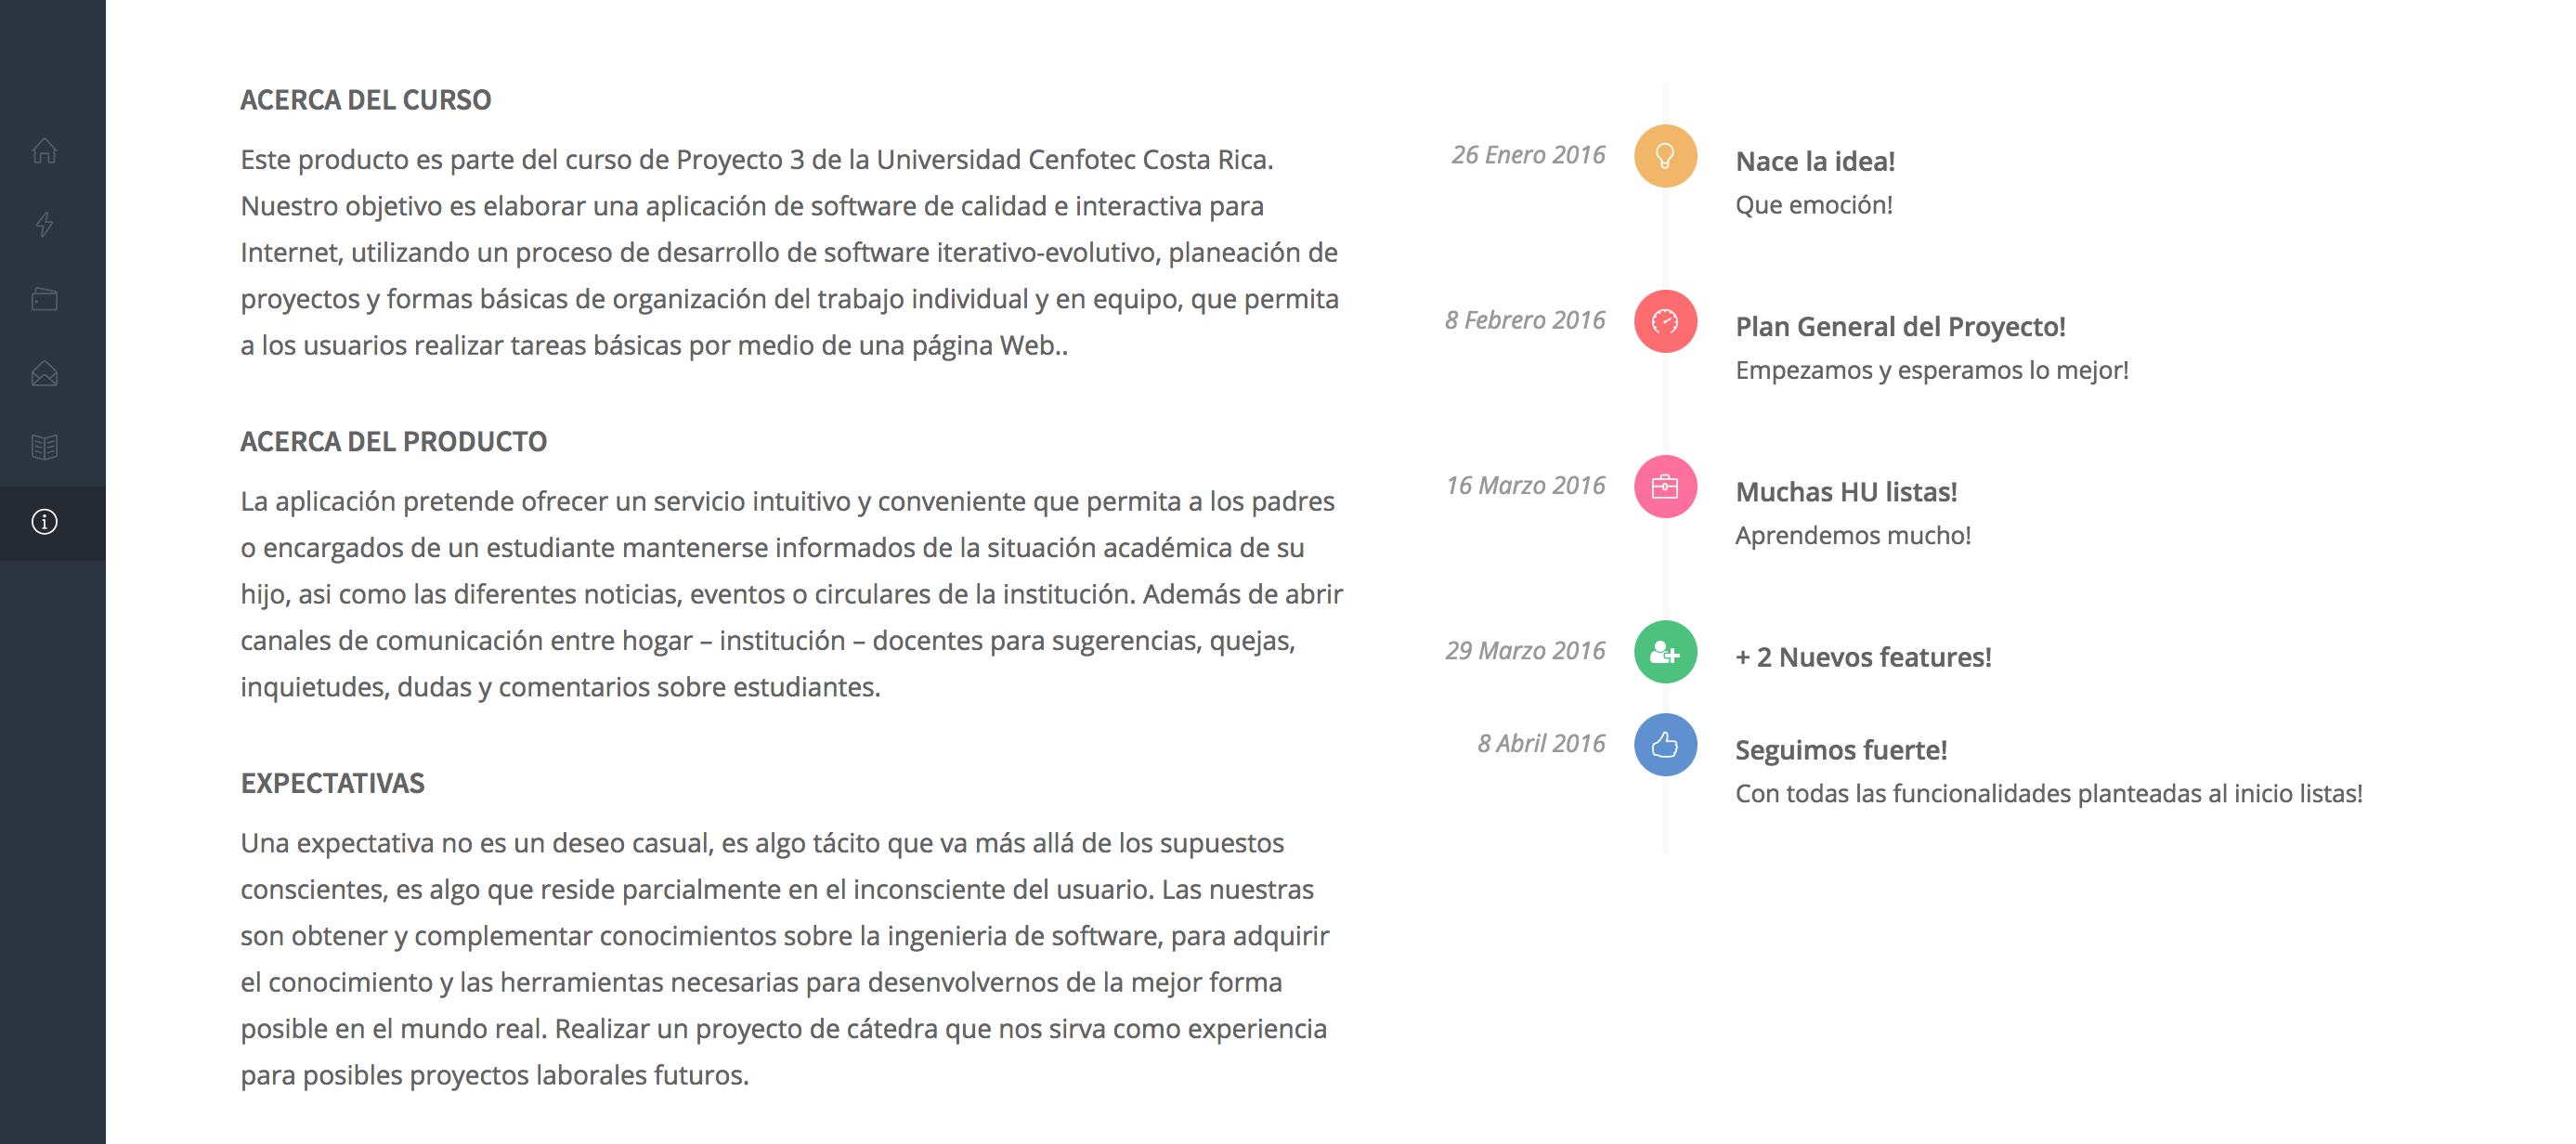 ACERCA DEL CURSO
Este producto es parte del curso de Proyecto 3 de la Universidad Cenfotec Costa Rica.
Nuestro objetivo es elaborar una aplicación de software de calidad e interactiva para
Internet, utilizando un proceso de desarrollo de software iterativo-evolutivo, planeación de
proyectos y formas básicas de organización del trabajo individual y en equipo, que permita
a los usuarios realizar tareas básicas por medio de una página Web..
ACERCA DEL PRODUCTO
La aplicación pretende ofrecer un servicio intuitivo y conveniente que permita a los padres
o encargados de un estudiante mantenerse informados de la situación académica de su
hijo, asi como las diferentes noticias, eventos o circulares de la institución. Además de abrir
canales de comunicación entre hogar – institución – docentes para sugerencias, quejas,
inquietudes, dudas y comentarios sobre estudiantes.
EXPECTATIVAS
Una expectativa no es un deseo casual, es algo tácito que va más allá de los supuestos
conscientes, es algo que reside parcialmente en el inconsciente del usuario. Las nuestras
son obtener y complementar conocimientos sobre la ingenieria de software, para adquirir
el conocimiento y las herramientas necesarias para desenvolvernos de la mejor forma
posible en el mundo real. Realizar un proyecto de cátedra que nos sirva como experiencia
para posibles proyectos laborales futuros.
26 Enero 2016
Nace la idea!
Que emoción!
8 Febrero 2016
Plan General del Proyecto!
Empezamos y esperamos lo mejor!
16 Marzo 2016
Muchas HU listas!
Aprendemos mucho!
29 Marzo 2016
+ 2 Nuevos features!
8 Abril 2016
Seguimos fuerte!
Con todas las funcionalidades planteadas al inicio listas!